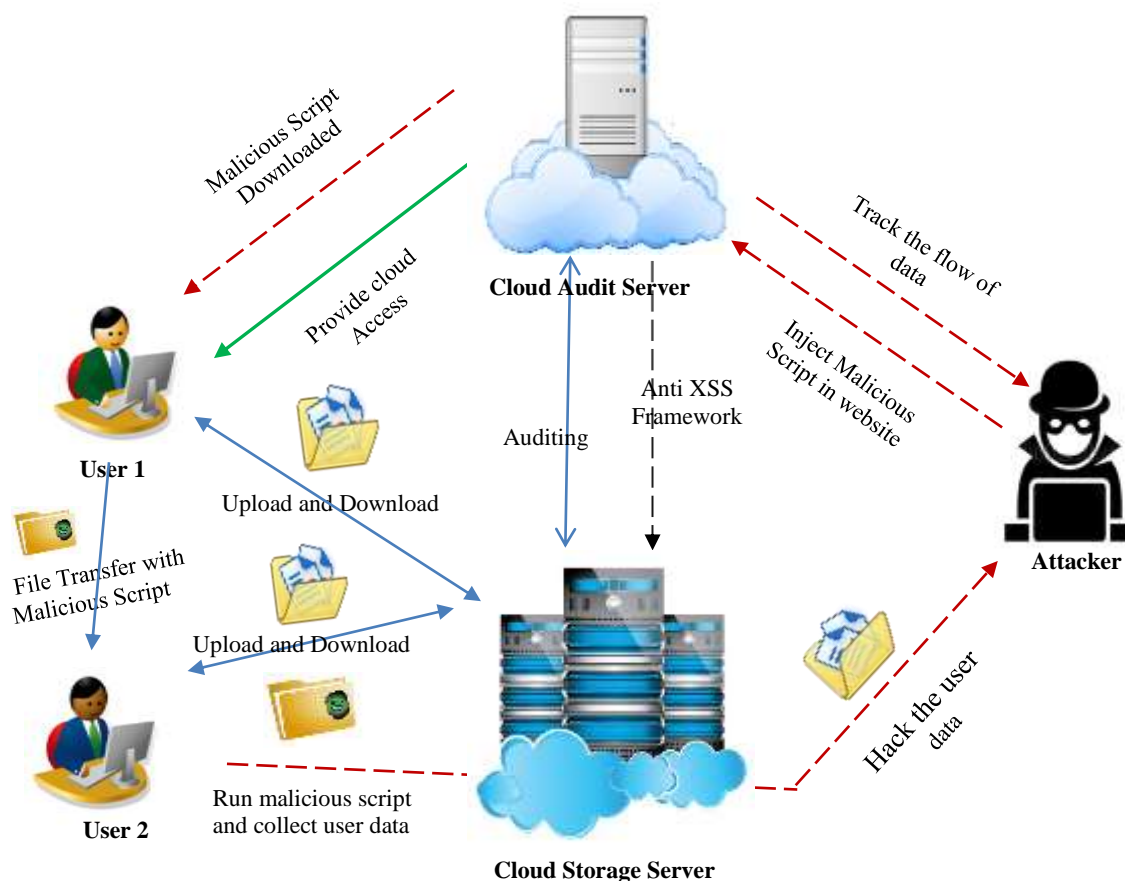 Malicious Script
Downloaded
Provide cloud
Access
Cloud Audit Server
Track the flow of
data
Inject Malicious
Script in website
Anti XSS
Framework
Auditing
User 1
Upload and Download
Attacker
File Transfer with
Malicious Script
Upload and Download
Hack the user
data
Run malicious script
and collect user data
User 2
Cloud Storage Server